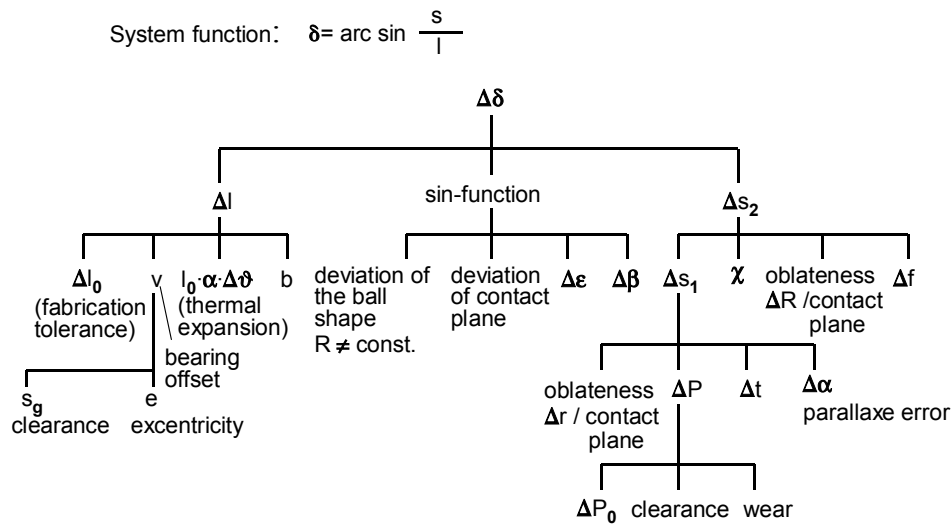 System function: δ= arc sin s/l
Δδ
Δl sin-function Δs₂
Δl₀ v l₀·α·Δϑ b deviation of the ball shape R ≠ const. deviation of contact plane Δε Δβ Δs₁ χ oblateness ΔR /contact plane Δf
(fabrication tolerance)
(thermal expansion)
bearing offset
s_g e
clearance excentricity
oblateness Δr / contact plane ΔP Δt Δα
parallaxe error
ΔP₀ clearance wear